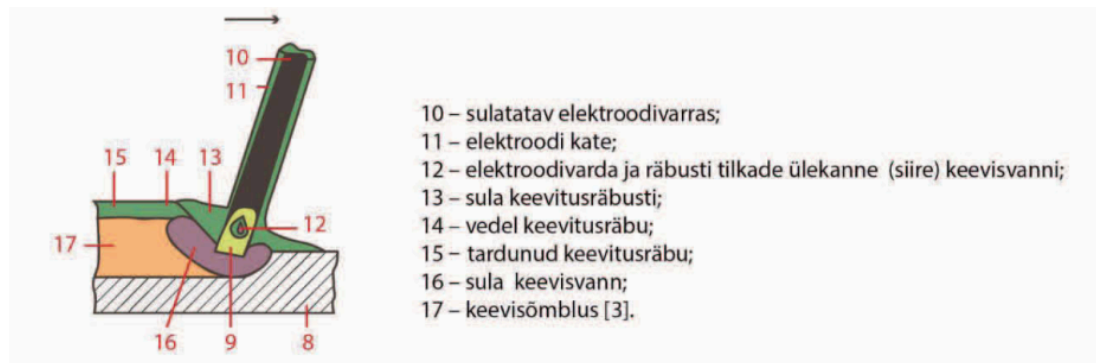 10
11
15 14 13
12
17
16 9 8
10 – sulatatav elektroodivarras;
11 – elektroodi kate;
12 – elektroodivarda ja räbusti tilkade ülekanne (siire) keevisvanni;
13 – sula keevitusräbusti;
14 – vedel keevitusräbu;
15 – tardunud keevitusräbu;
16 – sula keevisvann;
17 – keevisõmblus [3].